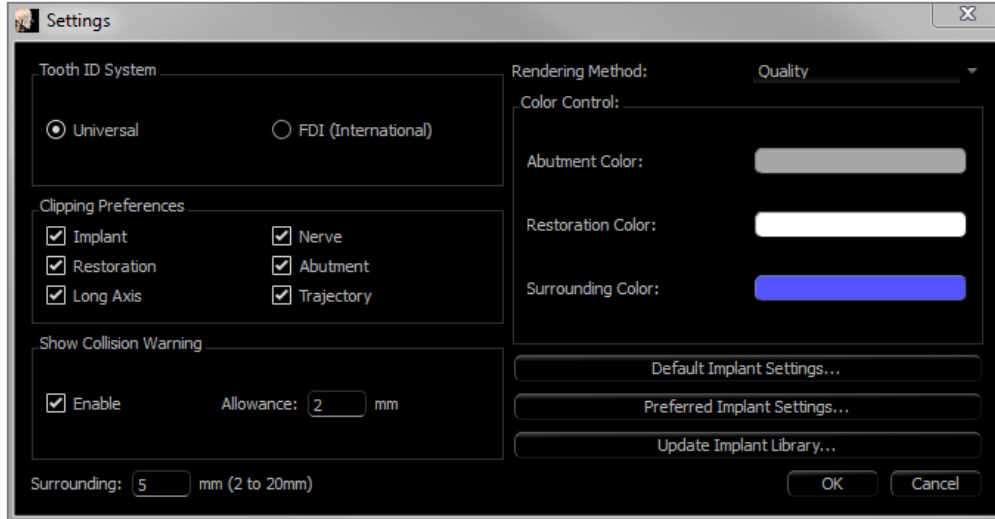 Settings
Tooth ID System
Universal
FDI (International)
Clipping Preferences
Implant
Nerve
Restoration
Abutment
Long Axis
Trajectory
Show Collision Warning
Enable
Allowance: 2 mm
Surrounding: 5 mm (2 to 20mm)
Rendering Method: Quality
Color Control:
Abutment Color:
Restoration Color:
Surrounding Color:
Default Implant Settings...
Preferred Implant Settings...
Update Implant Library...
OK
Cancel